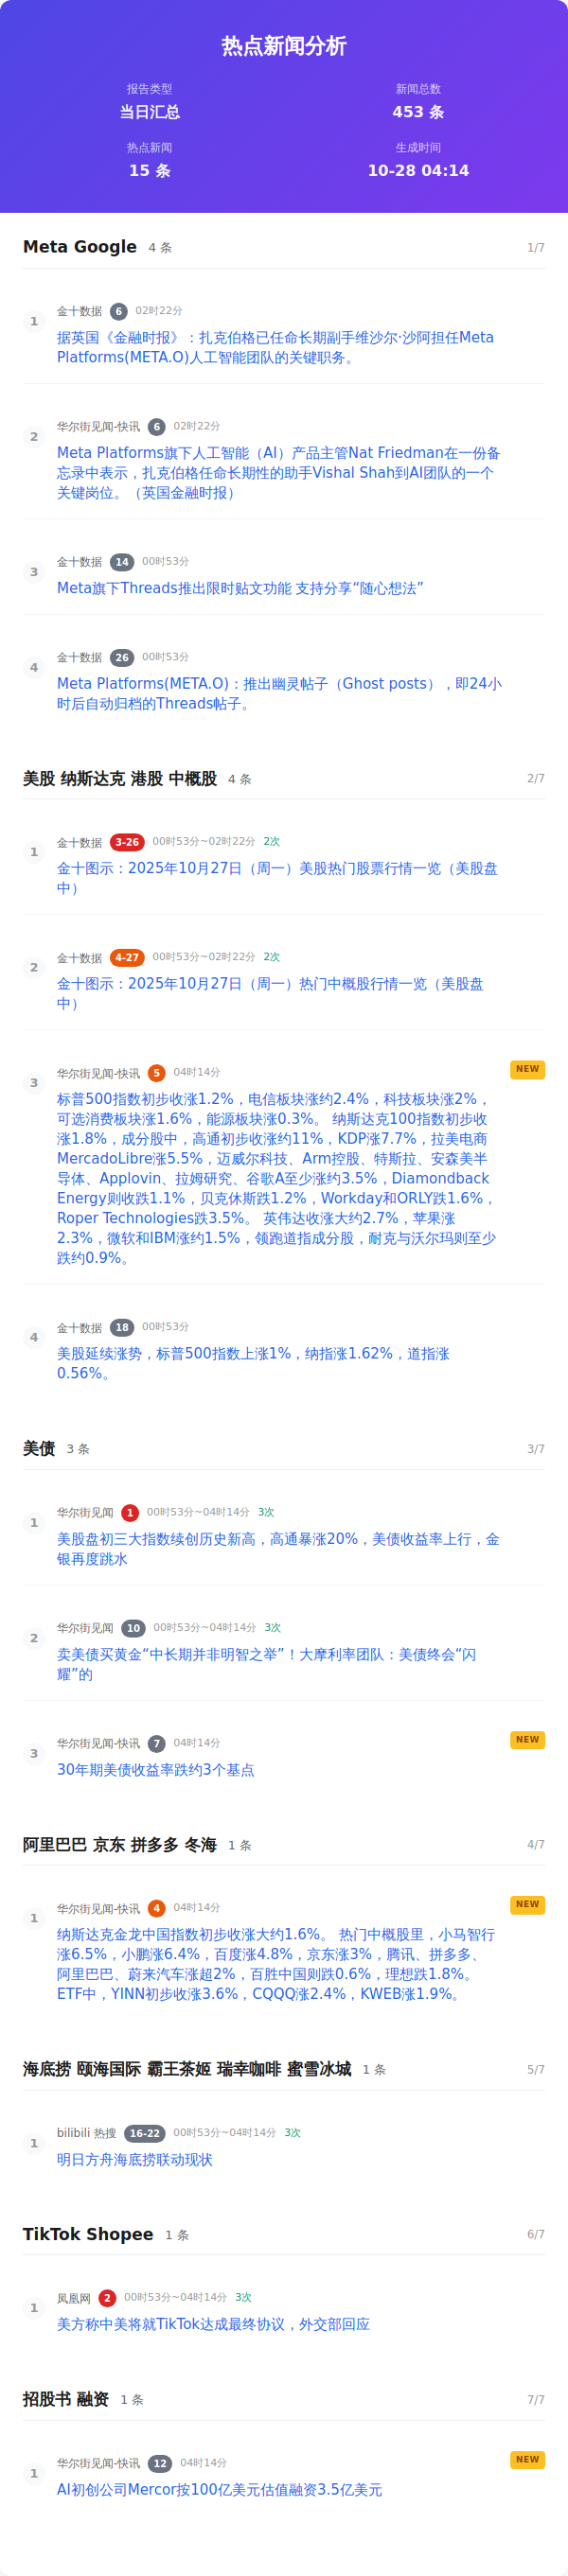 热点新闻分析
报告类型
新闻总数
当日汇总
453 条
热点新闻
生成时间
15 条
10-28 04:14
Meta Google 4 条 1/7
1
金十数据 6 02时22分
据英国《金融时报》：扎克伯格已任命长期副手维沙尔·沙阿担任Meta
Platforms(META.O)人工智能团队的关键职务。
2
华尔街见闻-快讯 6 02时22分
Meta Platforms旗下人工智能（AI）产品主管Nat Friedman在一份备
忘录中表示，扎克伯格任命长期性的助手Vishal Shah到AI团队的一个
关键岗位。（英国金融时报）
3
金十数据 14 00时53分
Meta旗下Threads推出限时贴文功能 支持分享“随心想法”
4
金十数据 26 00时53分
Meta Platforms(META.O)：推出幽灵帖子（Ghost posts），即24小
时后自动归档的Threads帖子。
美股 纳斯达克 港股 中概股 4 条 2/7
1
金十数据 3-26 00时53分~02时22分 2次
金十图示：2025年10月27日（周一）美股热门股票行情一览（美股盘
中）
2
金十数据 4-27 00时53分~02时22分 2次
金十图示：2025年10月27日（周一）热门中概股行情一览（美股盘
中）
3
华尔街见闻-快讯 5 04时14分 NEW
标普500指数初步收涨1.2%，电信板块涨约2.4%，科技板块涨2%，
可选消费板块涨1.6%，能源板块涨0.3%。 纳斯达克100指数初步收
涨1.8%，成分股中，高通初步收涨约11%，KDP涨7.7%，拉美电商
MercadoLibre涨5.5%，迈威尔科技、Arm控股、特斯拉、安森美半
导体、Applovin、拉姆研究、谷歌A至少涨约3.5%，Diamondback
Energy则收跌1.1%，贝克休斯跌1.2%，Workday和ORLY跌1.6%，
Roper Technologies跌3.5%。 英伟达收涨大约2.7%，苹果涨
2.3%，微软和IBM涨约1.5%，领跑道指成分股，耐克与沃尔玛则至少
跌约0.9%。
4
金十数据 18 00时53分
美股延续涨势，标普500指数上涨1%，纳指涨1.62%，道指涨
0.56%。
美债 3 条 3/7
1
华尔街见闻 1 00时53分~04时14分 3次
美股盘初三大指数续创历史新高，高通暴涨20%，美债收益率上行，金
银再度跳水
2
华尔街见闻 10 00时53分~04时14分 3次
卖美债买黄金“中长期并非明智之举”！大摩利率团队：美债终会“闪
耀”的
3
华尔街见闻-快讯 7 04时14分 NEW
30年期美债收益率跌约3个基点
阿里巴巴 京东 拼多多 冬海 1 条 4/7
1
华尔街见闻-快讯 4 04时14分 NEW
纳斯达克金龙中国指数初步收涨大约1.6%。 热门中概股里，小马智行
涨6.5%，小鹏涨6.4%，百度涨4.8%，京东涨3%，腾讯、拼多多、
阿里巴巴、蔚来汽车涨超2%，百胜中国则跌0.6%，理想跌1.8%。
ETF中，YINN初步收涨3.6%，CQQQ涨2.4%，KWEB涨1.9%。
海底捞 颐海国际 霸王茶姬 瑞幸咖啡 蜜雪冰城 1 条 5/7
1
bilibili 热搜 16-22 00时53分~04时14分 3次
明日方舟海底捞联动现状
TikTok Shopee 1 条 6/7
1
凤凰网 2 00时53分~04时14分 3次
美方称中美将就TikTok达成最终协议，外交部回应
招股书 融资 1 条 7/7
1
华尔街见闻-快讯 12 04时14分 NEW
AI初创公司Mercor按100亿美元估值融资3.5亿美元